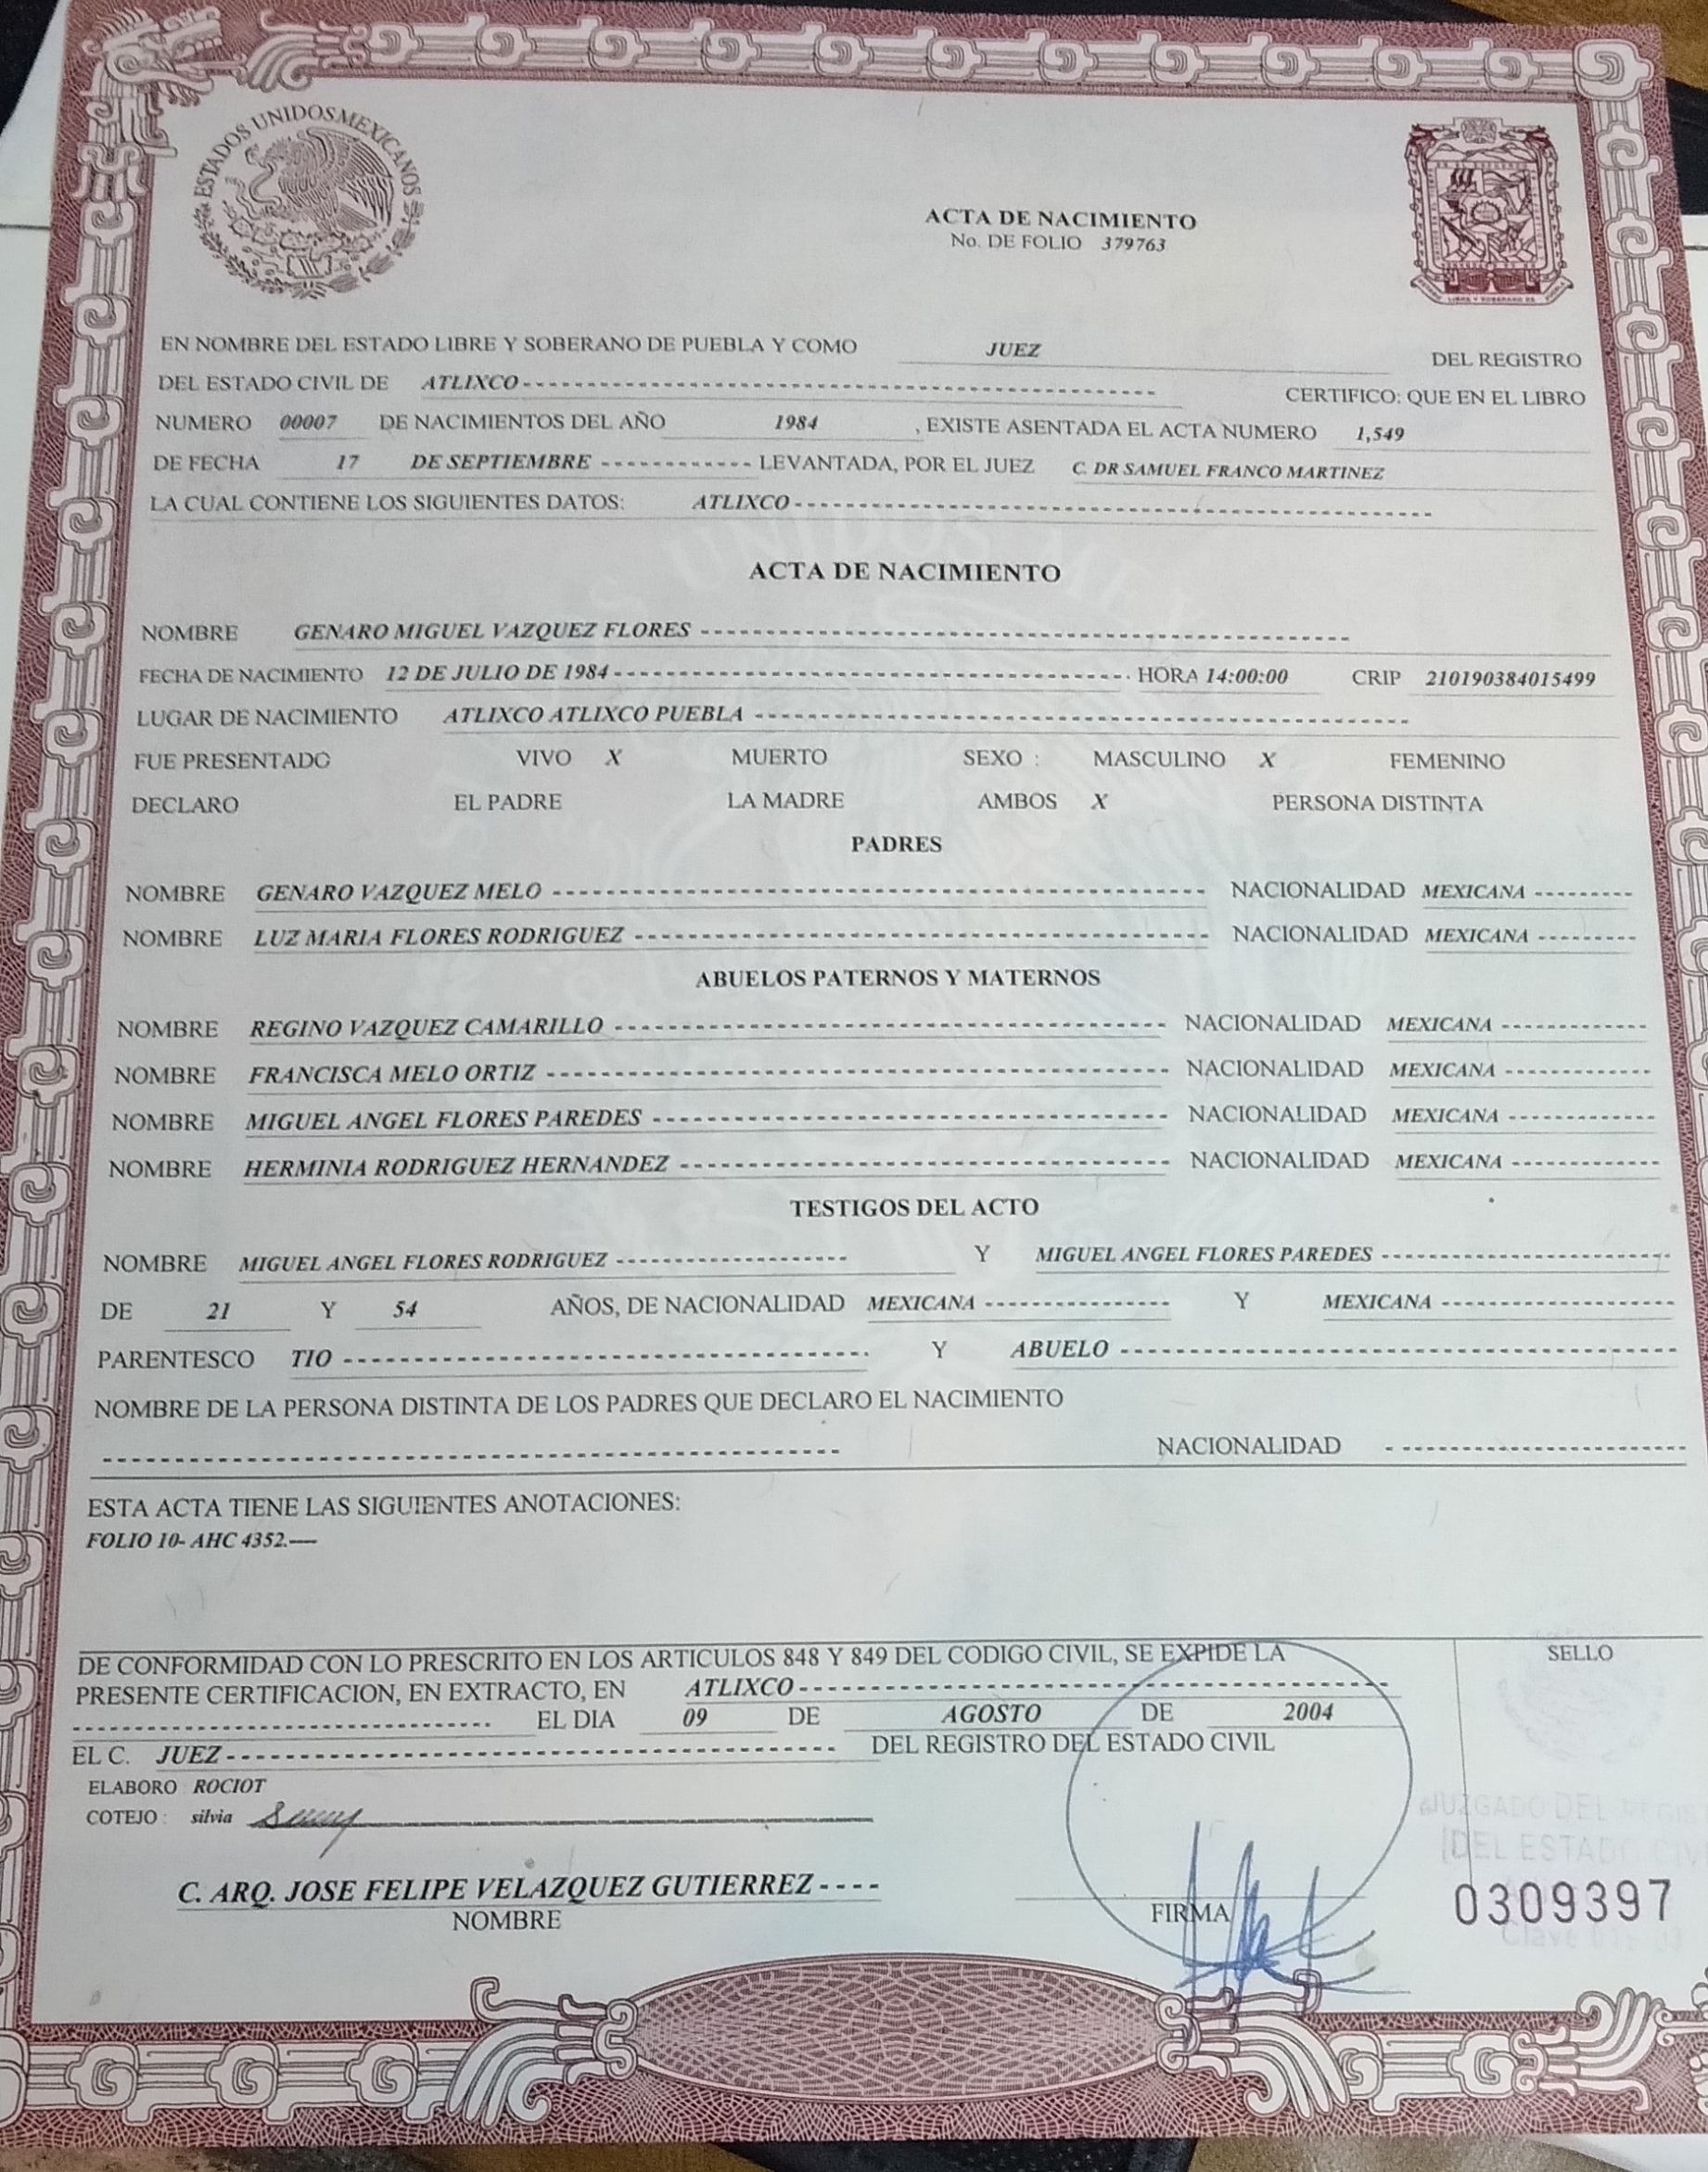 ESTADOS UNIDOS MEXICANOS
ACTA DE NACIMIENTO
No. DE FOLIO 379763
EN NOMBRE DEL ESTADO LIBRE Y SOBERANO DE PUEBLA Y COMO JUEZ DEL REGISTRO
DEL ESTADO CIVIL DE ATLIXCO CERTIFICO: QUE EN EL LIBRO
NUMERO 00007 DE NACIMIENTOS DEL AÑO 1984 , EXISTE ASENTADA EL ACTA NUMERO 1,549
DE FECHA 17 DE SEPTIEMBRE LEVANTADA, POR EL JUEZ C. DR SAMUEL FRANCO MARTINEZ
LA CUAL CONTIENE LOS SIGUIENTES DATOS: ATLIXCO
ACTA DE NACIMIENTO
NOMBRE GENARO MIGUEL VAZQUEZ FLORES
FECHA DE NACIMIENTO 12 DE JULIO DE 1984 HORA 14:00:00 CRIP 210190384015499
LUGAR DE NACIMIENTO ATLIXCO ATLIXCO PUEBLA
FUE PRESENTADO VIVO X MUERTO SEXO : MASCULINO X FEMENINO
DECLARO EL PADRE LA MADRE AMBOS X PERSONA DISTINTA
PADRES
NOMBRE GENARO VAZQUEZ MELO NACIONALIDAD MEXICANA
NOMBRE LUZ MARIA FLORES RODRIGUEZ NACIONALIDAD MEXICANA
ABUELOS PATERNOS Y MATERNOS
NOMBRE REGINO VAZQUEZ CAMARILLO NACIONALIDAD MEXICANA
NOMBRE FRANCISCA MELO ORTIZ NACIONALIDAD MEXICANA
NOMBRE MIGUEL ANGEL FLORES PAREDES NACIONALIDAD MEXICANA
NOMBRE HERMINIA RODRIGUEZ HERNANDEZ NACIONALIDAD MEXICANA
TESTIGOS DEL ACTO
NOMBRE MIGUEL ANGEL FLORES RODRIGUEZ Y MIGUEL ANGEL FLORES PAREDES
DE 21 Y 54 AÑOS, DE NACIONALIDAD MEXICANA Y MEXICANA
PARENTESCO TIO Y ABUELO
NOMBRE DE LA PERSONA DISTINTA DE LOS PADRES QUE DECLARO EL NACIMIENTO
NACIONALIDAD
ESTA ACTA TIENE LAS SIGUIENTES ANOTACIONES:
FOLIO 10- AHC 4352.----
DE CONFORMIDAD CON LO PRESCRITO EN LOS ARTICULOS 848 Y 849 DEL CODIGO CIVIL, SE EXPIDE LA SELLO
PRESENTE CERTIFICACION, EN EXTRACTO, EN ATLIXCO
EL DIA 09 DE AGOSTO DE 2004
EL C. JUEZ DEL REGISTRO DEL ESTADO CIVIL
ELABORO ROCIOT
COTEJO : silvia
JUZGADO DEL
DEL ESTADO
C. ARQ. JOSE FELIPE VELAZQUEZ GUTIERREZ - - - -
NOMBRE
FIRMA
0309397
Clave